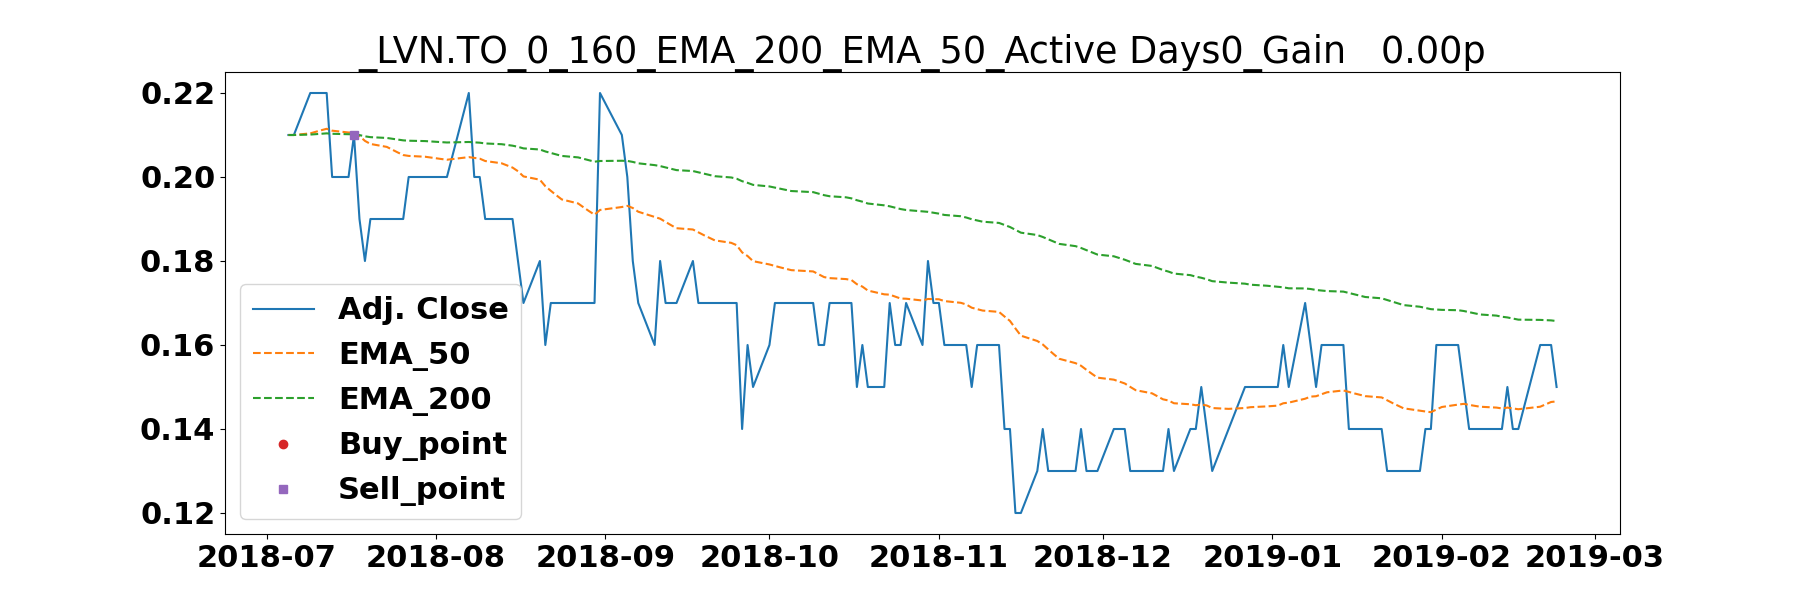 _LVN.TO_0_160_EMA_200_EMA_50_Active Days0_Gain   0.00p
0.22
0.20
0.18
0.16
0.14
0.12
Adj. Close
EMA_50
EMA_200
Buy_point
Sell_point
2018-07 2018-08 2018-09 2018-10 2018-11 2018-12 2019-01 2019-02 2019-03